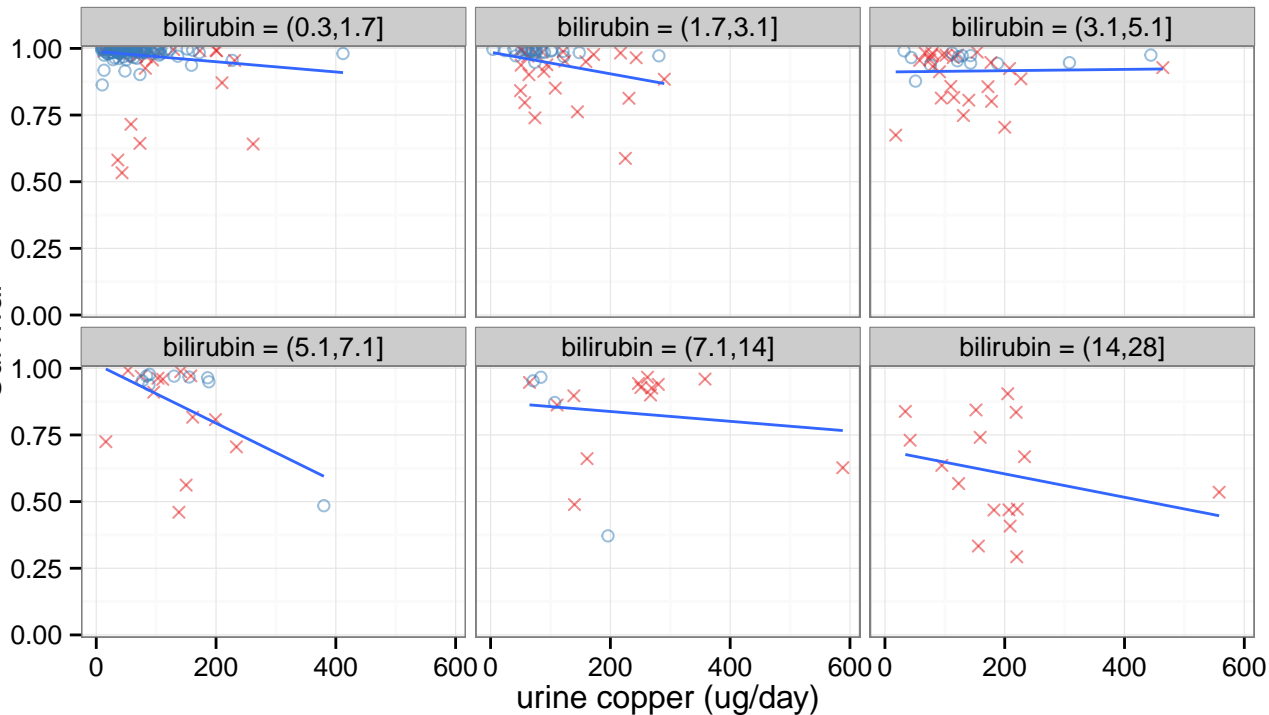 bilirubin = (0.3,1.7] bilirubin = (1.7,3.1] bilirubin = (3.1,5.1]
1.00
0.75
0.50
0.25
0.00
bilirubin = (5.1,7.1] bilirubin = (7.1,14] bilirubin = (14,28]
1.00
0.75
0.50
0.25
0.00
0 200 400 600 0 200 400 600 0 200 400 600
urine copper (ug/day)